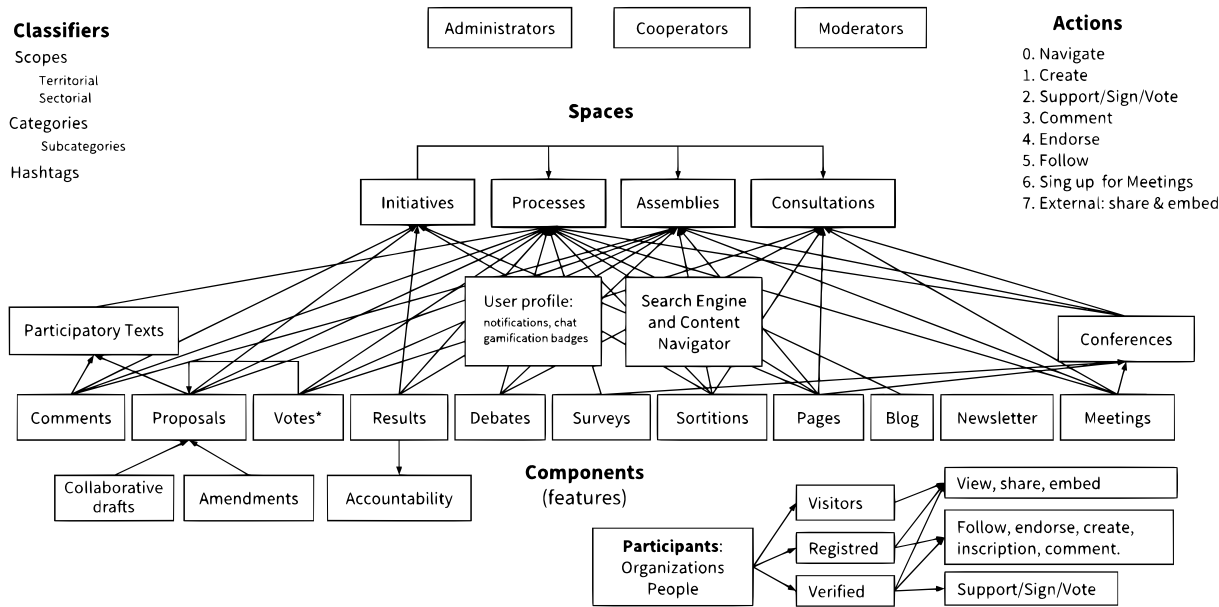 Classifiers
Scopes
Territorial
Sectorial
Categories
Subcategories
Hashtags
Administrators
Cooperators
Moderators
Actions
0. Navigate
1. Create
2. Support/Sign/Vote
3. Comment
4. Endorse
5. Follow
6. Sing up for Meetings
7. External: share & embed
Spaces
Initiatives
Processes
Assemblies
Consultations
User profile:
notifications, chat
gamification badges
Search Engine
and Content
Navigator
Participatory Texts
Conferences
Comments
Proposals
Votes*
Results
Debates
Surveys
Sortitions
Pages
Blog
Newsletter
Meetings
Collaborative
drafts
Amendments
Accountability
Components
(features)
Participants:
Organizations
People
Visitors
Registred
Verified
View, share, embed
Follow, endorse, create,
inscription, comment.
Support/Sign/Vote